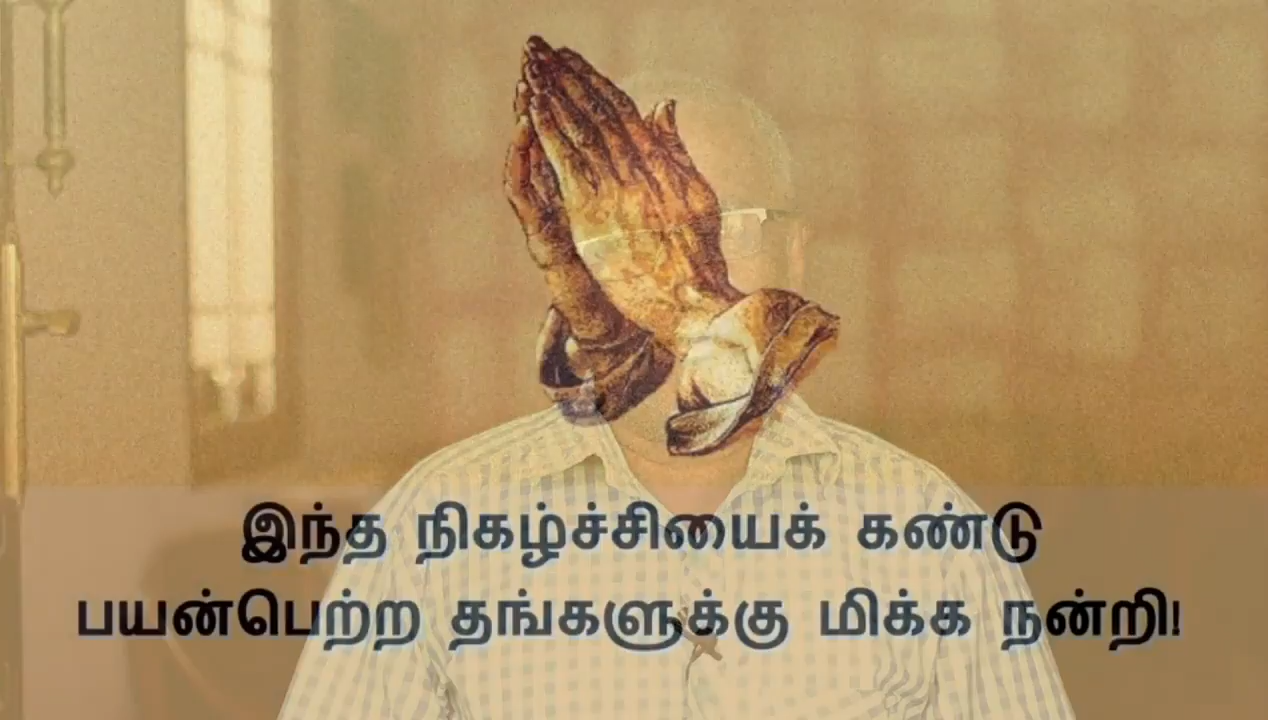 இந்த நிகழ்ச்சியைக் கண்டு
பயன்பெற்ற தங்களுக்கு மிக்க நன்றி!